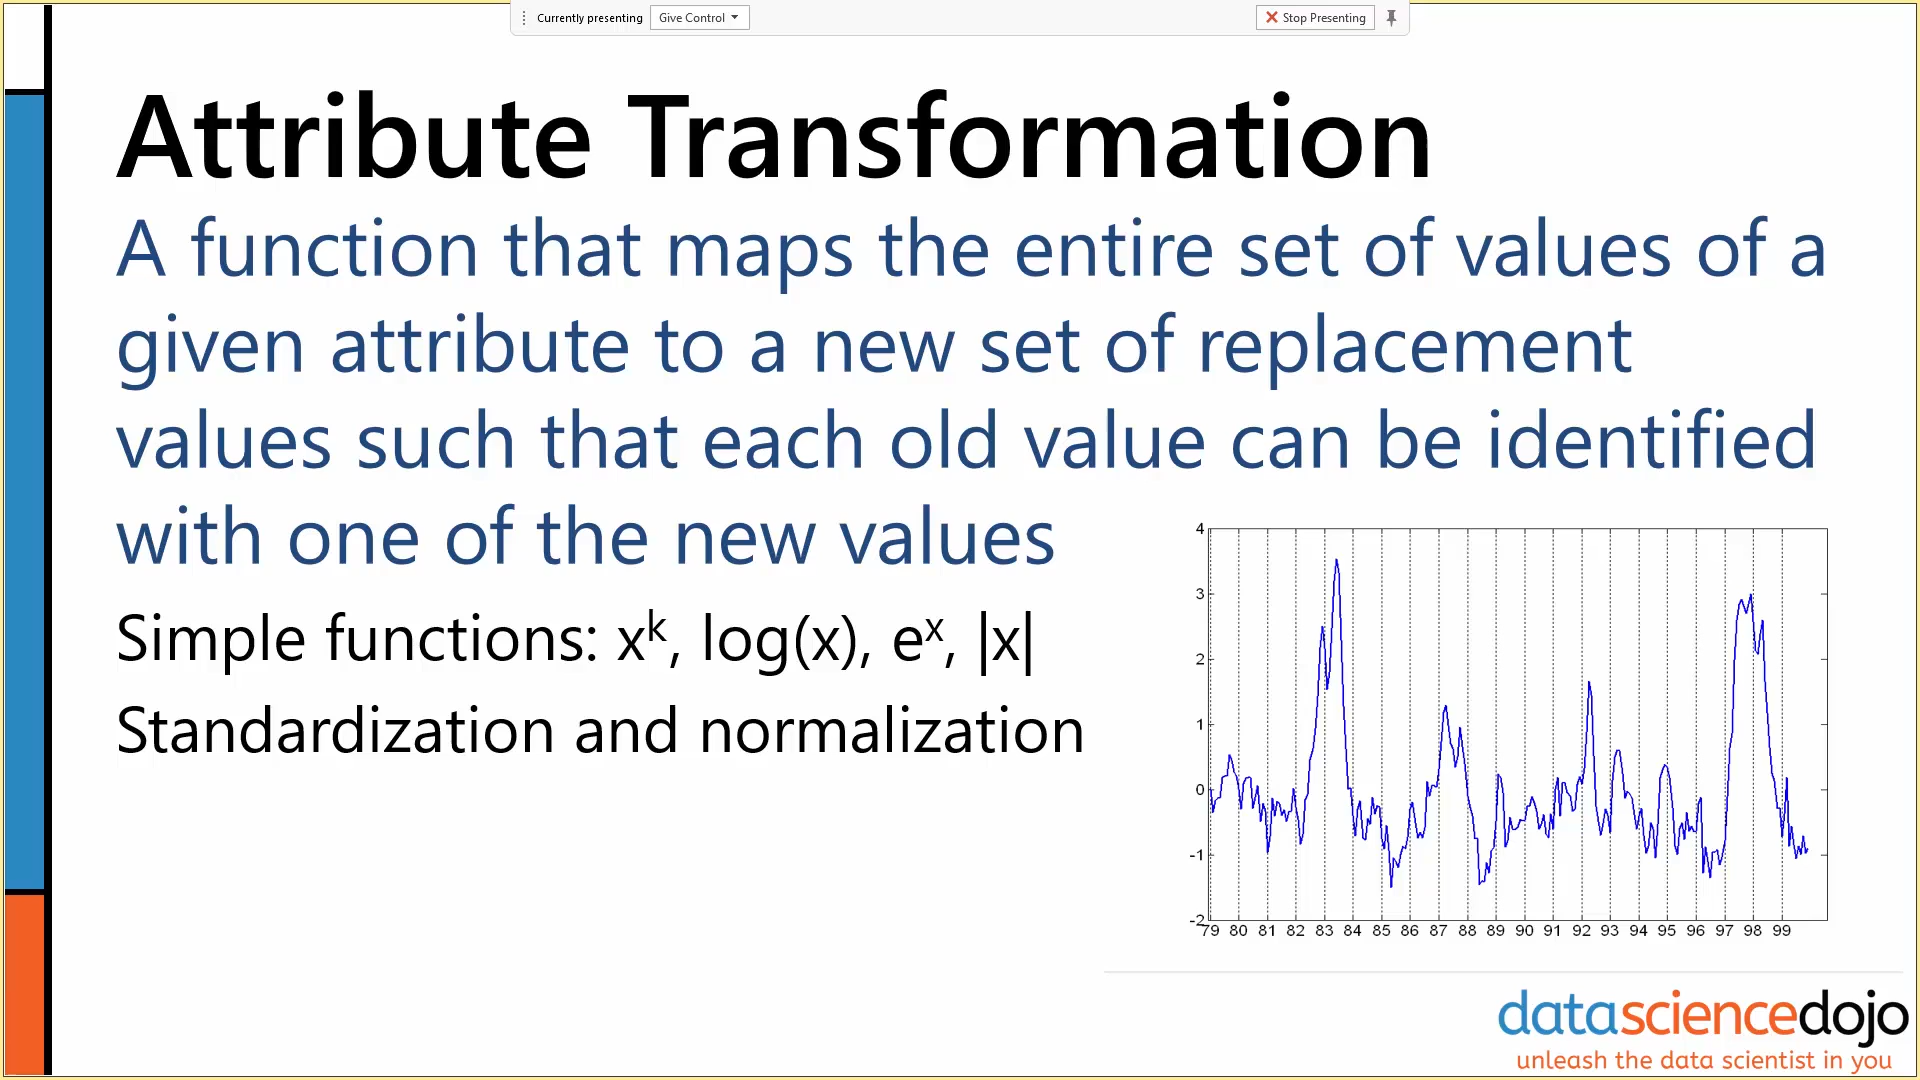 Currently presenting Give Control Stop Presenting
Attribute Transformation
A function that maps the entire set of values of a
given attribute to a new set of replacement
values such that each old value can be identified
with one of the new values
Simple functions: xᵏ, log(x), eˣ, |x|
Standardization and normalization
4
3
2
1
0
-1
-2
79 80 81 82 83 84 85 86 87 88 89 90 91 92 93 94 95 96 97 98 99
datasciencedojo
unleash the data scientist in you